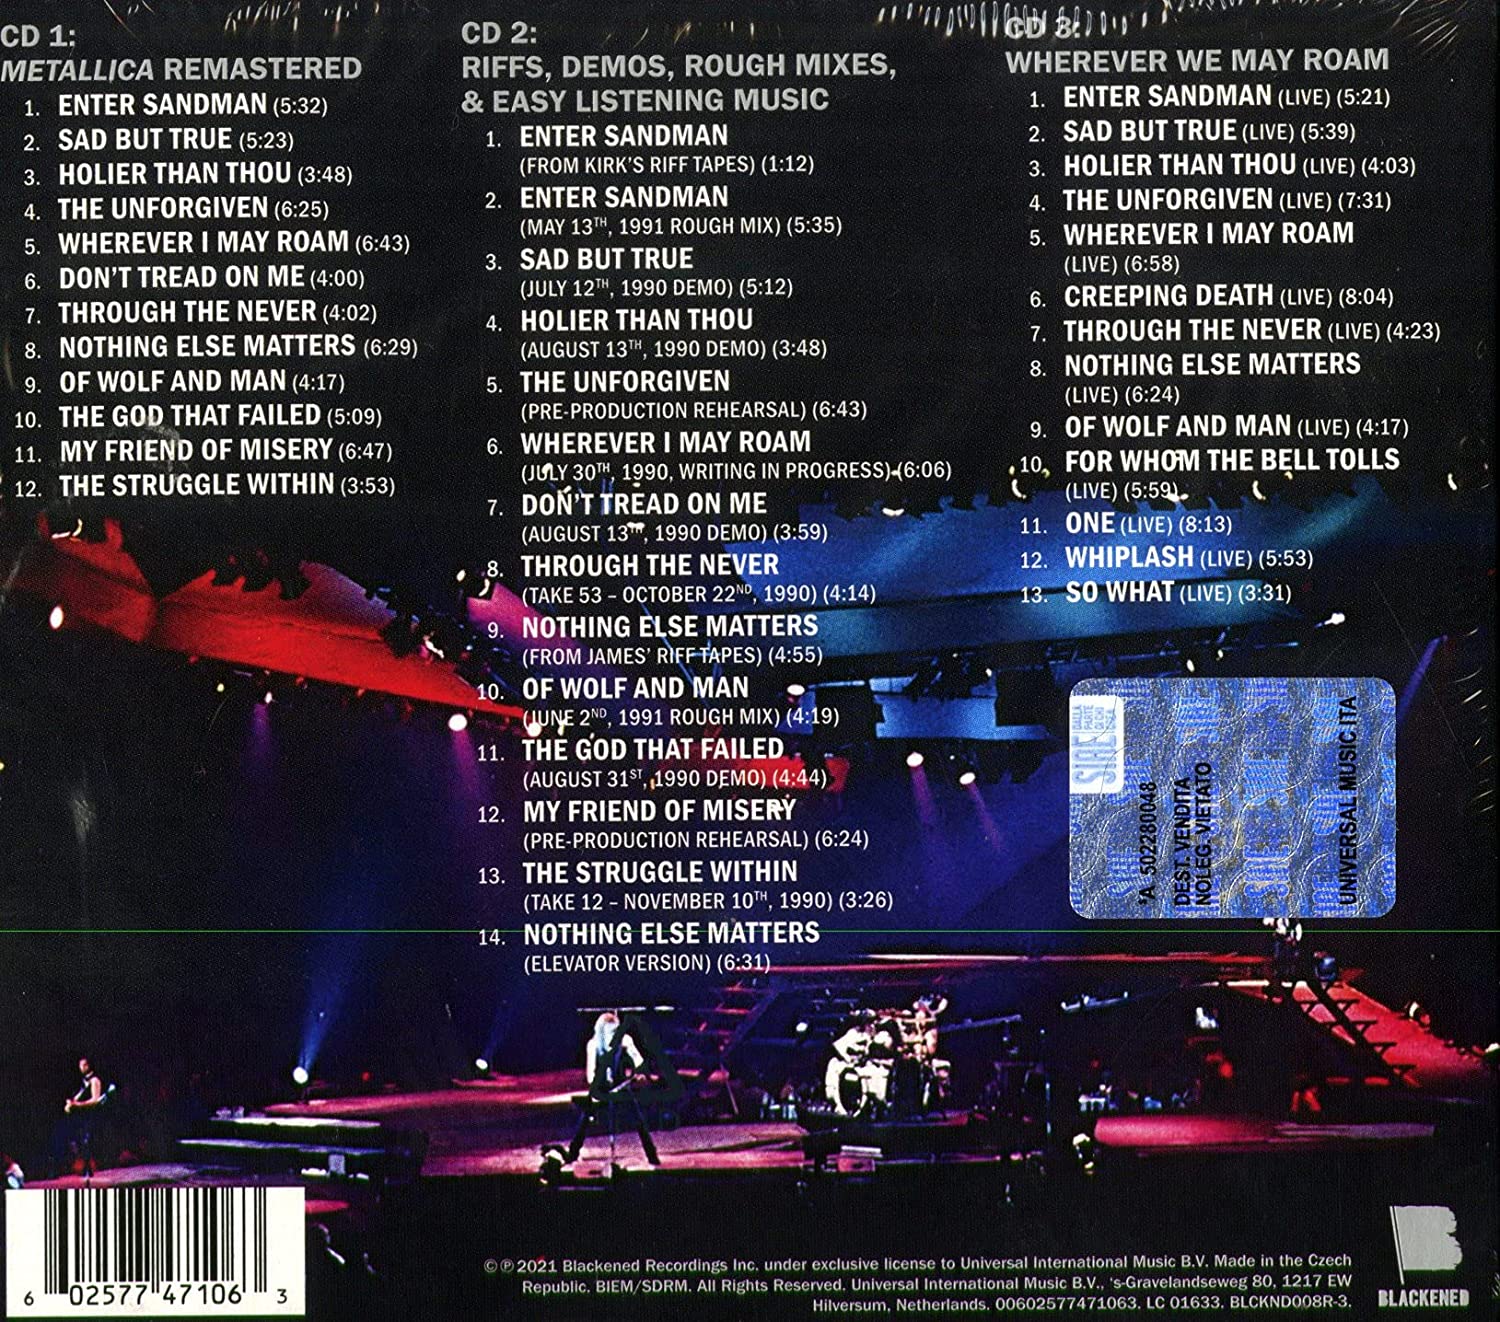 CD 1:
METALLICA REMASTERED
1. ENTER SANDMAN (5:32)
2. SAD BUT TRUE (5:23)
3. HOLIER THAN THOU (3:48)
4. THE UNFORGIVEN (6:25)
5. WHEREVER I MAY ROAM (6:43)
6. DON'T TREAD ON ME (4:00)
7. THROUGH THE NEVER (4:02)
8. NOTHING ELSE MATTERS (6:29)
9. OF WOLF AND MAN (4:17)
10. THE GOD THAT FAILED (5:09)
11. MY FRIEND OF MISERY (6:47)
12. THE STRUGGLE WITHIN (3:53)
CD 2:
RIFFS, DEMOS, ROUGH MIXES,
& EASY LISTENING MUSIC
1. ENTER SANDMAN
(FROM KIRK'S RIFF TAPES) (1:12)
2. ENTER SANDMAN
(MAY 13TH, 1991 ROUGH MIX) (5:35)
3. SAD BUT TRUE
(JULY 12TH, 1990 DEMO) (5:12)
4. HOLIER THAN THOU
(AUGUST 13TH, 1990 DEMO) (3:48)
5. THE UNFORGIVEN
(PRE-PRODUCTION REHEARSAL) (6:43)
6. WHEREVER I MAY ROAM
(JULY 30TH, 1990, WRITING IN PROGRESS) (6:06)
7. DON'T TREAD ON ME
(AUGUST 13TH, 1990 DEMO) (3:59)
8. THROUGH THE NEVER
(TAKE 53 – OCTOBER 22ND, 1990) (4:14)
9. NOTHING ELSE MATTERS
(FROM JAMES' RIFF TAPES) (4:55)
10. OF WOLF AND MAN
(JUNE 2ND, 1991 ROUGH MIX) (4:19)
11. THE GOD THAT FAILED
(AUGUST 31ST, 1990 DEMO) (4:44)
12. MY FRIEND OF MISERY
(PRE-PRODUCTION REHEARSAL) (6:24)
13. THE STRUGGLE WITHIN
(TAKE 12 – NOVEMBER 10TH, 1990) (3:26)
14. NOTHING ELSE MATTERS
(ELEVATOR VERSION) (6:31)
CD 3:
WHEREVER WE MAY ROAM
1. ENTER SANDMAN (LIVE) (5:21)
2. SAD BUT TRUE (LIVE) (5:39)
3. HOLIER THAN THOU (LIVE) (4:03)
4. THE UNFORGIVEN (LIVE) (7:31)
5. WHEREVER I MAY ROAM
(LIVE) (6:58)
6. CREEPING DEATH (LIVE) (8:04)
7. THROUGH THE NEVER (LIVE) (4:23)
8. NOTHING ELSE MATTERS
(LIVE) (6:24)
9. OF WOLF AND MAN (LIVE) (4:17)
10. FOR WHOM THE BELL TOLLS
(LIVE) (5:59)
11. ONE (LIVE) (8:13)
12. WHIPLASH (LIVE) (5:53)
13. SO WHAT (LIVE) (3:31)
SIAE
DALLA
PARTE
DI CHI
CREA
*A 502280048
DEST. VENDITA
NOLEG. VIETATO
UNIVERSAL MUSIC ITA
6 02577 47106 3
©℗2021 Blackened Recordings Inc. under exclusive license to Universal International Music B.V. Made in the Czech
Republic. BIEM/SDRM. All Rights Reserved. Universal International Music B.V., 's-Gravelandseweg 80, 1217 EW
Hilversum, Netherlands. 00602577471063. LC 01633. BLCKND008R-3.
B
BLACKENED